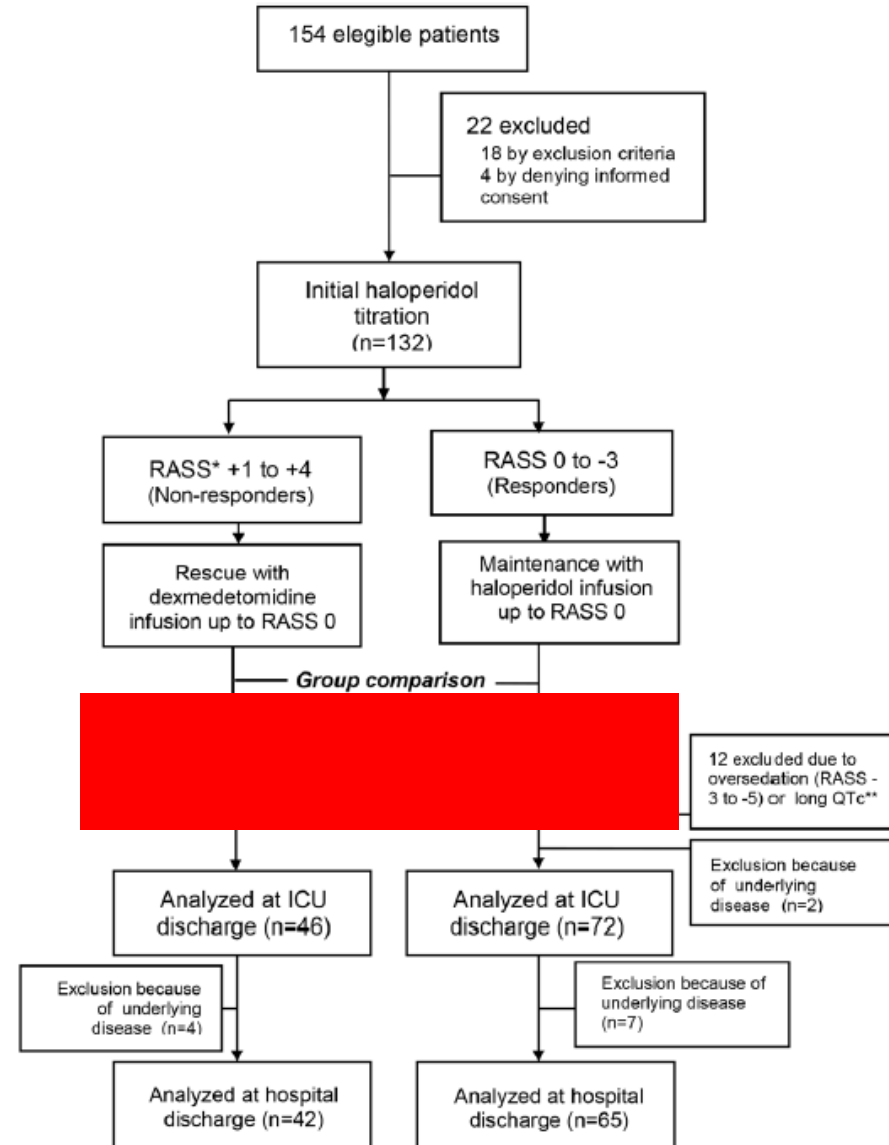 154 elegible patients
22 excluded
18 by exclusion criteria
4 by denying informed
consent
Initial haloperidol
titration
(n=132)
RASS* +1 to +4
(Non-responders)
RASS 0 to -3
(Responders)
Rescue with
dexmedetomidine
infusion up to RASS 0
Maintenance with
haloperidol infusion
up to RASS 0
Group comparison
12 excluded due to
oversedation (RASS -
3 to -5) or long QTc**
Exclusion because
of underlying
disease (n=2)
Analyzed at ICU
discharge (n=46)
Analyzed at ICU
discharge (n=72)
Exclusion because
of underlying
disease (n=4)
Exclusion because of
underlying disease
(n=7)
Analyzed at hospital
discharge (n=42)
Analyzed at hospital
discharge (n=65)